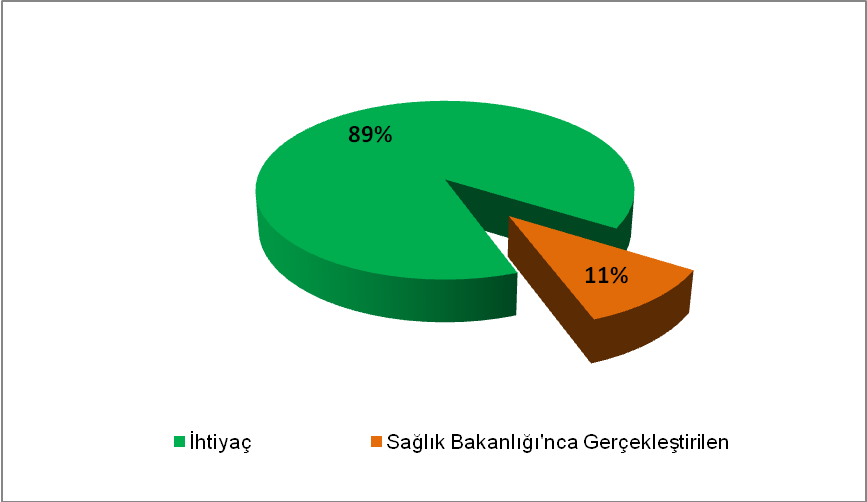 89%
11%
İhtiyaç
Sağlık Bakanlığı'nca Gerçekleştirilen